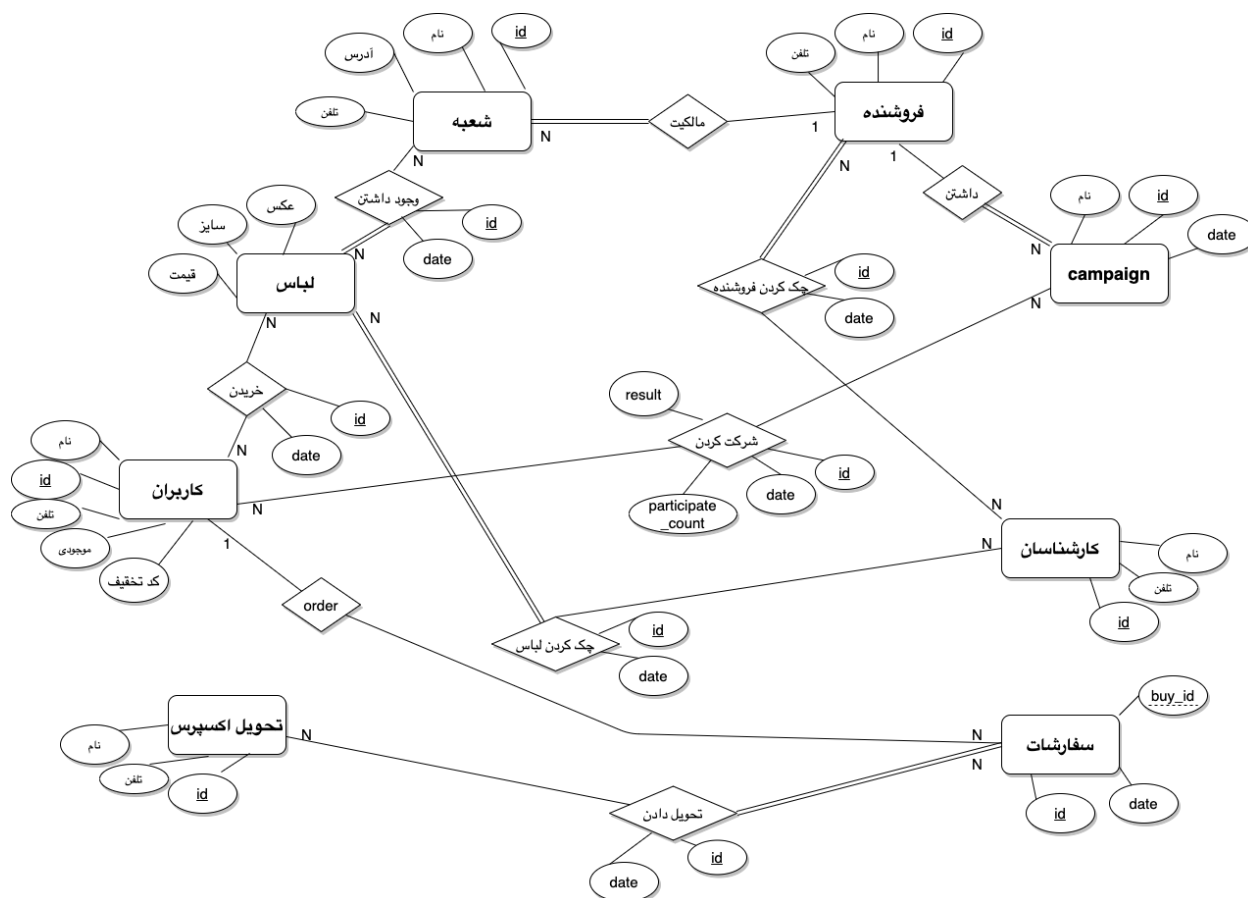 id
نام
آدرس
تلفن
شعبه
N
N
مالکیت
id
نام
تلفن
فروشنده
1
N
1
وجود داشتن
id
date
N
داشتن
نام
id
date
campaign
N
N
عکس
سایز
قیمت
لباس
N
N
چک کردن فروشنده
id
date
خریدن
id
date
N
result
شرکت کردن
id
date
participate
_count
نام
id
تلفن
موجودی
کد تخفیف
کاربران
N
1
N
N
کارشناسان
نام
تلفن
id
order
چک کردن لباس
id
date
تحویل اکسپرس
N
نام
تلفن
id
buy_id
سفارشات
N
N
id
date
تحویل دادن
id
date